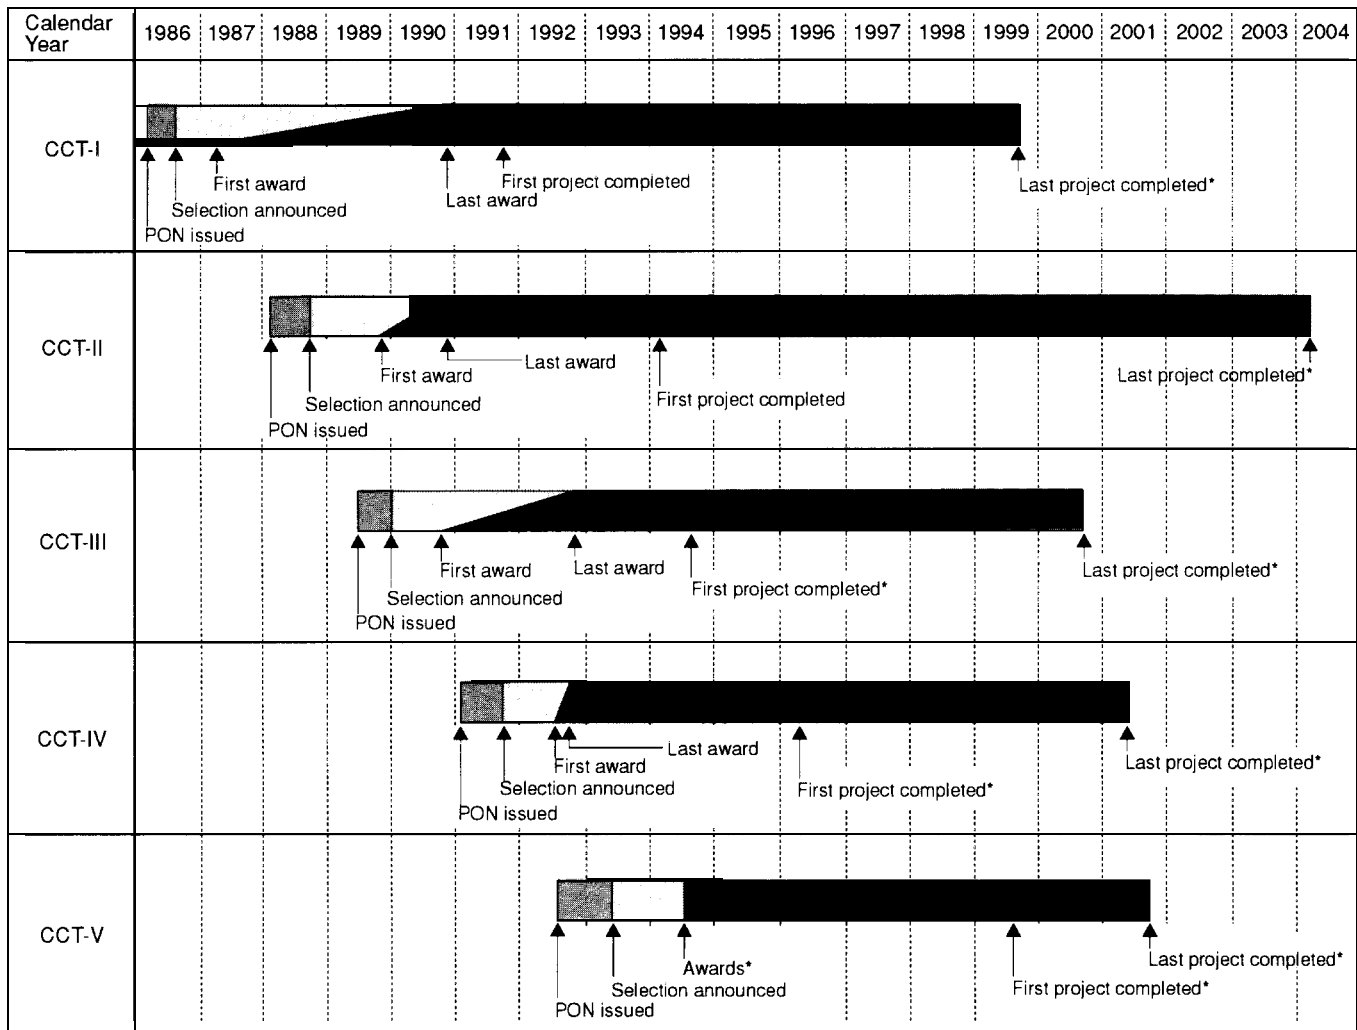 Calendar Year 1986 1987 1988 1989 1990 1991 1992 1993 1994 1995 1996 1997 1998 1999 2000 2001 2002 2003 2004
CCT-I
First award
First project completed
Last project completed*
Last award
Selection announced
PON issued
CCT-II
Last award
First award
Last project completed*
First project completed
Selection announced
PON issued
CCT-III
First award
Last award
Last project completed*
First project completed*
Selection announced
PON issued
CCT-IV
Last award
First award
Last project completed*
Selection announced
First project completed*
PON issued
CCT-V
Last project completed*
Awards*
Selection announced
First project completed*
PON issued